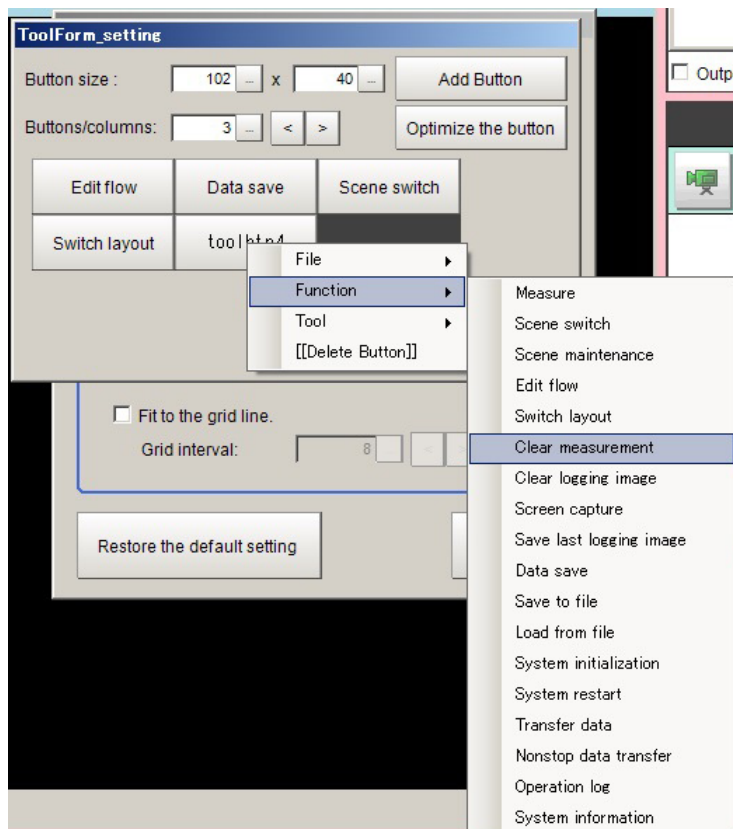 ToolForm_setting
Button size : 102 ... x 40 ... Add Button
Outp
Buttons/columns: 3 ... < > Optimize the button
Edit flow Data save Scene switch
Switch layout toolbtn4
File
Function
Tool
[[Delete Button]]
Measure
Scene switch
Scene maintenance
Edit flow
Switch layout
Clear measurement
Clear logging image
Screen capture
Save last logging image
Data save
Save to file
Load from file
System initialization
System restart
Transfer data
Nonstop data transfer
Operation log
System information
Fit to the grid line.
Grid interval: 8 ... < >
Restore the default setting